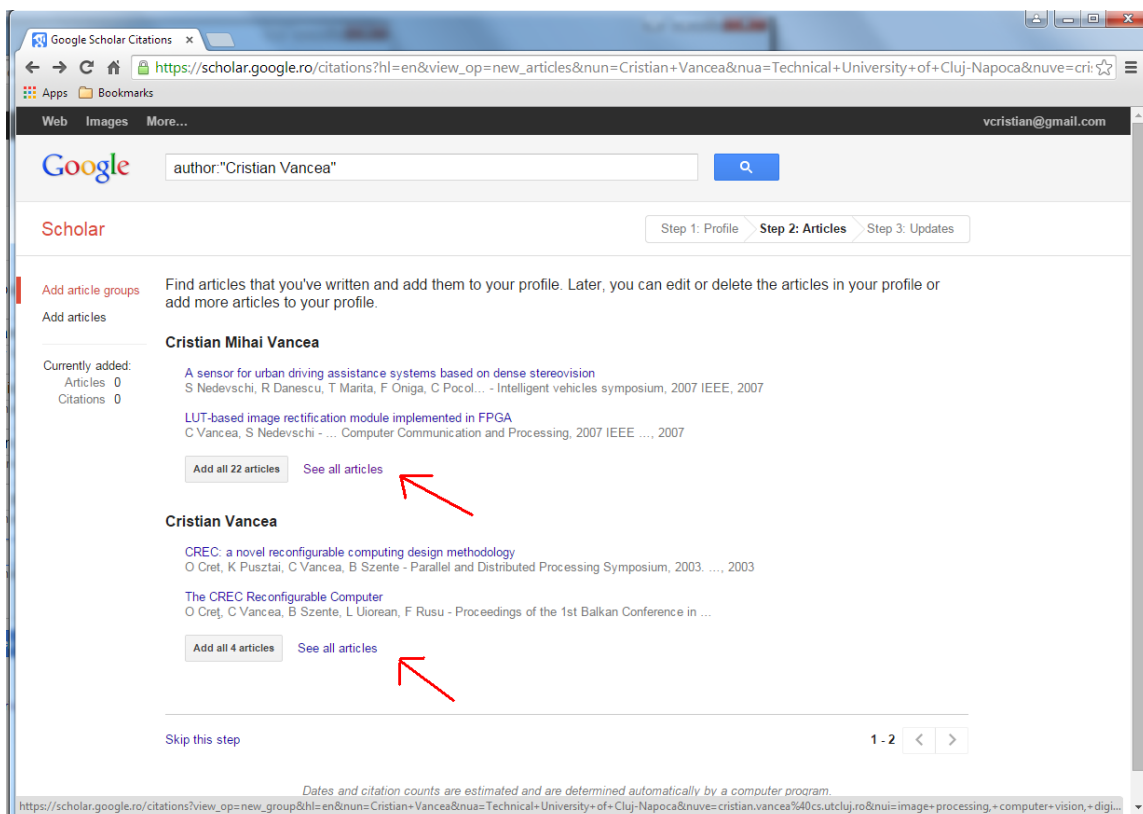 Google Scholar Citations ×
https://scholar.google.ro/citations?hl=en&view_op=new_articles&nun=Cristian+Vancea&nua=Technical+University+of+Cluj-Napoca&nuve=cri:
Apps Bookmarks
Web Images More... vcristian@gmail.com
Google author:"Cristian Vancea"
Scholar Step 1: Profile Step 2: Articles Step 3: Updates
Add article groups
Add articles
Currently added:
Articles 0
Citations 0
Find articles that you've written and add them to your profile. Later, you can edit or delete the articles in your profile or
add more articles to your profile.
Cristian Mihai Vancea
A sensor for urban driving assistance systems based on dense stereovision
S Nedevschi, R Danescu, T Marita, F Oniga, C Pocol... - Intelligent vehicles symposium, 2007 IEEE, 2007
LUT-based image rectification module implemented in FPGA
C Vancea, S Nedevschi - ... Computer Communication and Processing, 2007 IEEE ..., 2007
Add all 22 articles See all articles
Cristian Vancea
CREC: a novel reconfigurable computing design methodology
O Cret, K Pusztai, C Vancea, B Szente - Parallel and Distributed Processing Symposium, 2003. ..., 2003
The CREC Reconfigurable Computer
O Creţ, C Vancea, B Szente, L Uiorean, F Rusu - Proceedings of the 1st Balkan Conference in ...
Add all 4 articles See all articles
Skip this step 1 - 2
Dates and citation counts are estimated and are determined automatically by a computer program.
https://scholar.google.ro/citations?view_op=new_group&hl=en&nun=Cristian+Vancea&nua=Technical+University+of+Cluj-Napoca&nuve=cristian.vancea%40cs.utcluj.ro&nui=image+processing,+computer+vision,+digi...